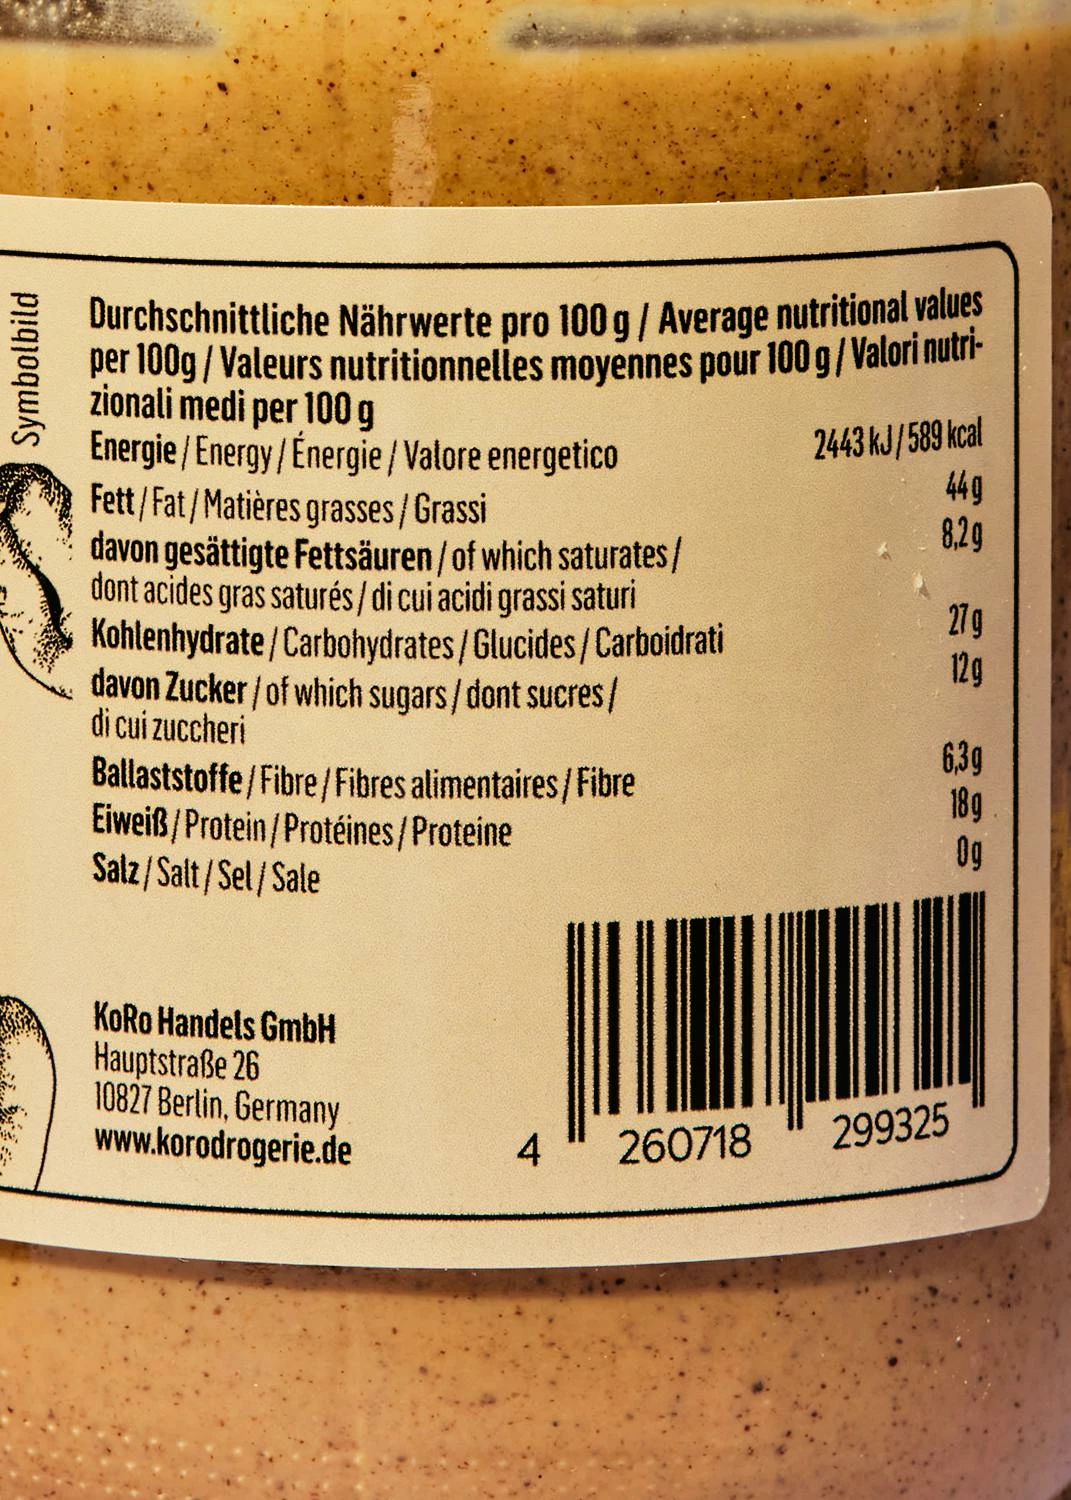 Symbolbild
Durchschnittliche Nährwerte pro 100 g / Average nutritional values
per 100g / Valeurs nutritionnelles moyennes pour 100 g / Valori nutri-
zionali medi per 100 g
Energie / Energy / Énergie / Valore energetico 2443 kJ / 589 kcal
Fett / Fat / Matières grasses / Grassi 44 g
davon gesättigte Fettsäuren / of which saturates / 8,2 g
dont acides gras saturés / di cui acidi grassi saturi
Kohlenhydrate / Carbohydrates / Glucides / Carboidrati 27 g
davon Zucker / of which sugars / dont sucres / 12 g
di cui zuccheri
Ballaststoffe / Fibre / Fibres alimentaires / Fibre 6,3 g
Eiweiß / Protein / Protéines / Proteine 18 g
Salz / Salt / Sel / Sale 0 g
KoRo Handels GmbH
Hauptstraße 26
10827 Berlin, Germany
www.korodrogerie.de
4 260718 299325